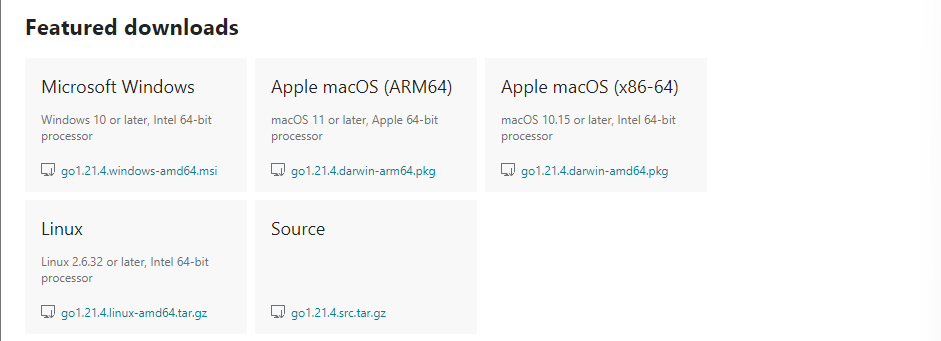 Featured downloads
Microsoft Windows
Windows 10 or later, Intel 64-bit
processor
go1.21.4.windows-amd64.msi
Apple macOS (ARM64)
macOS 11 or later, Apple 64-bit
processor
go1.21.4.darwin-arm64.pkg
Apple macOS (x86-64)
macOS 10.15 or later, Intel 64-bit
processor
go1.21.4.darwin-amd64.pkg
Linux
Linux 2.6.32 or later, Intel 64-bit
processor
go1.21.4.linux-amd64.tar.gz
Source
go1.21.4.src.tar.gz